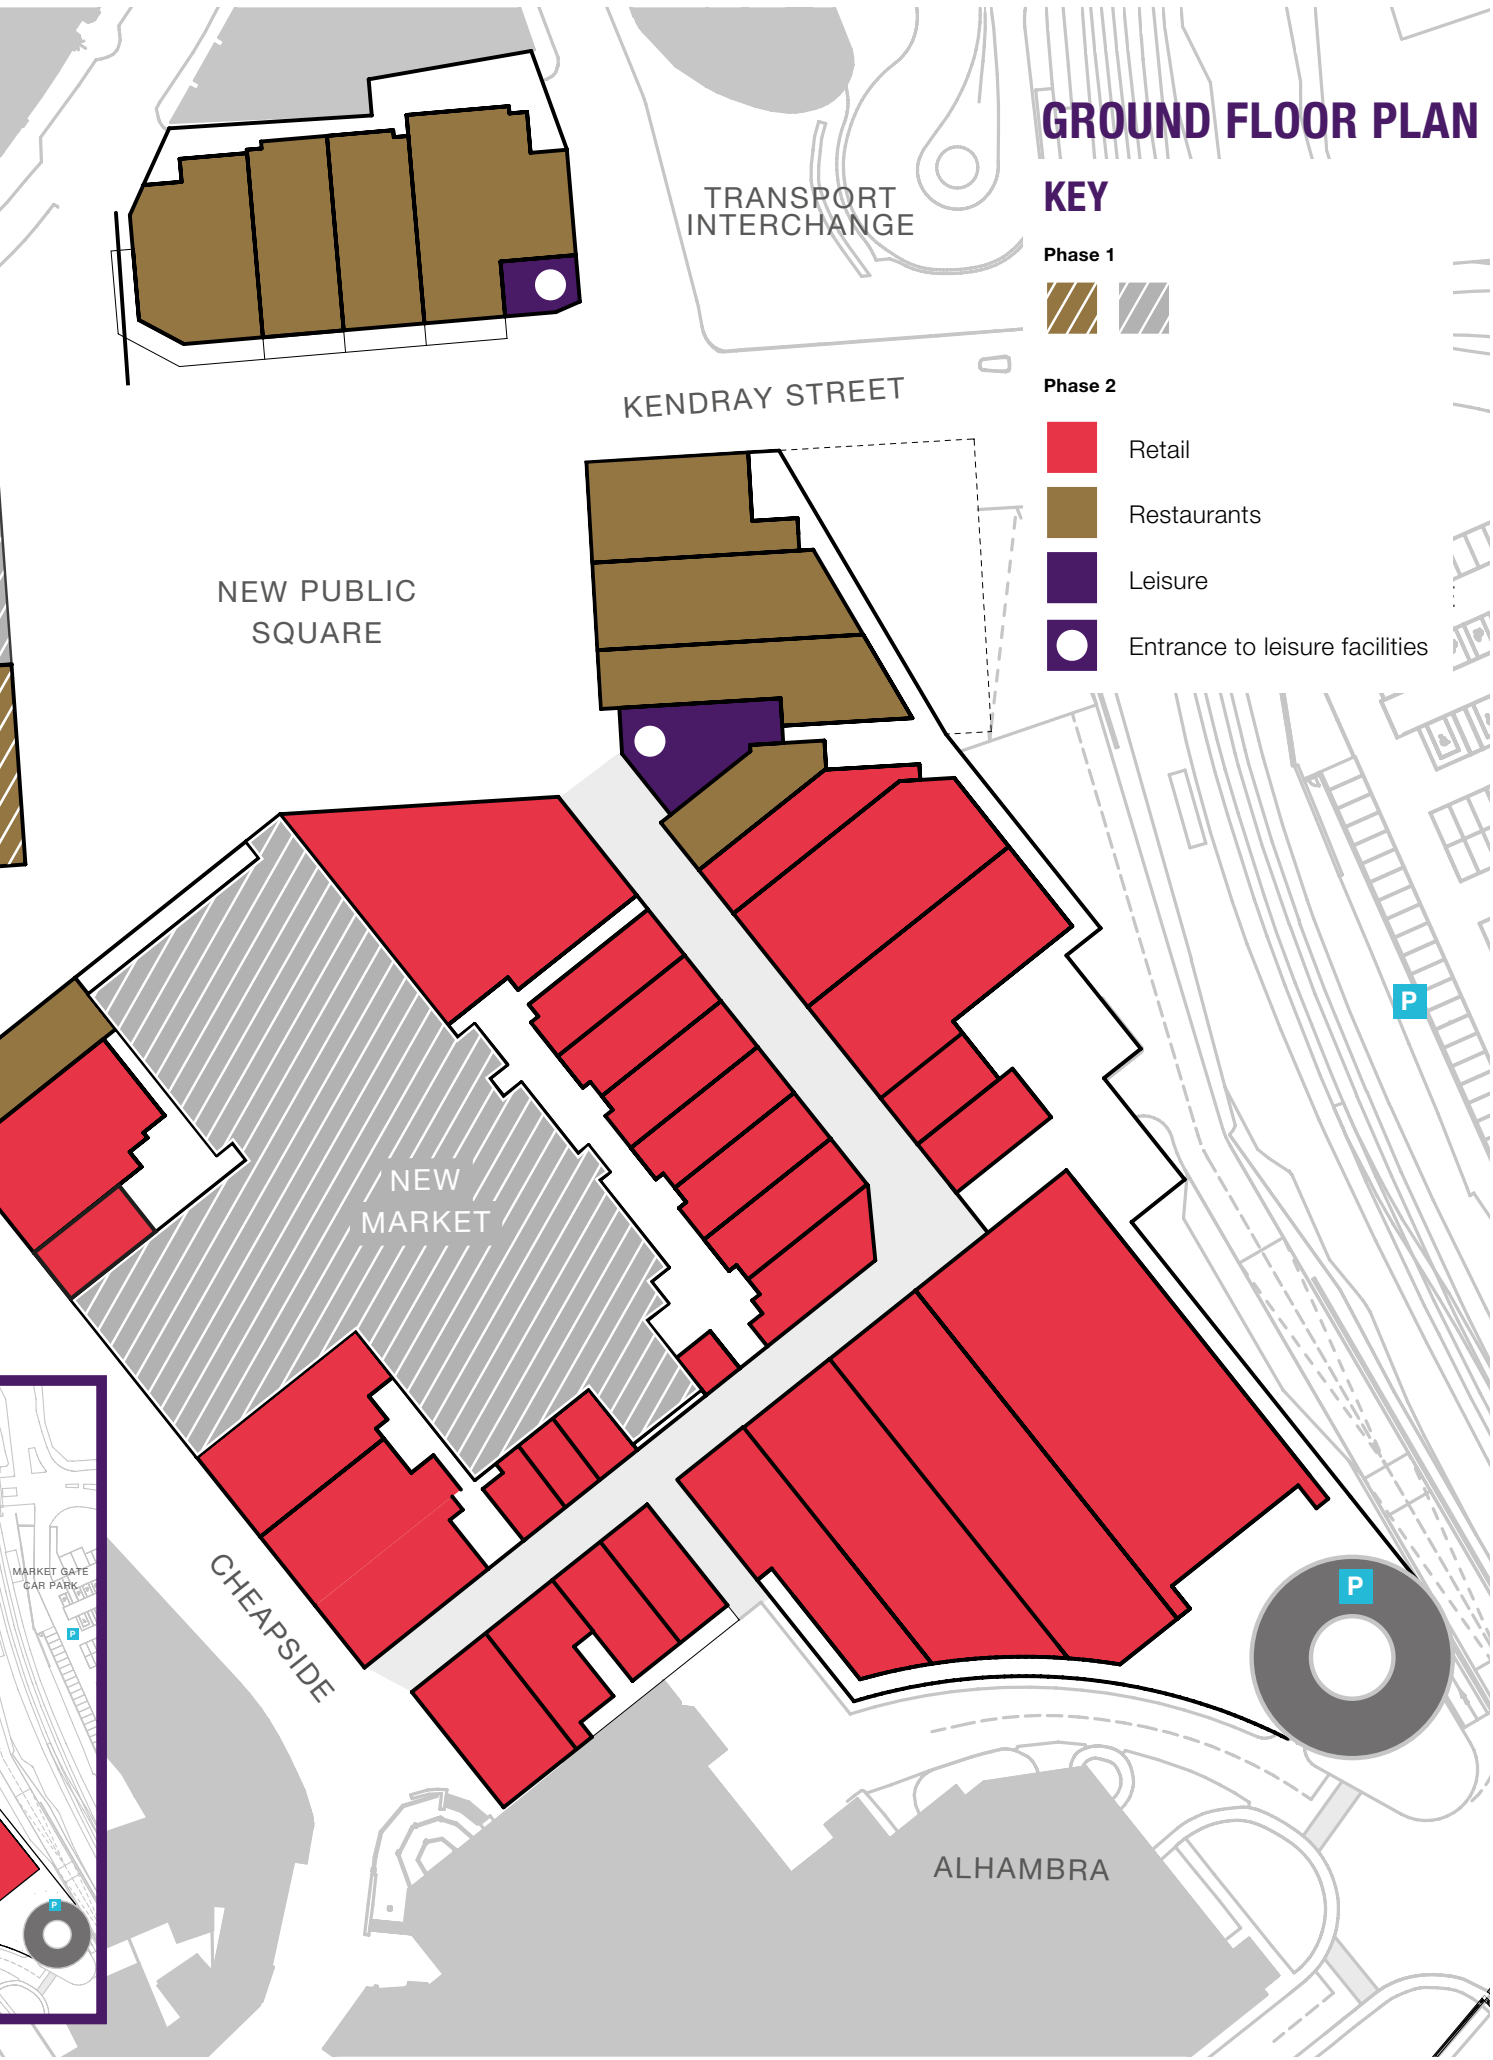 GROUND FLOOR PLAN
KEY
Phase 1
Phase 2
Retail
Restaurants
Leisure
Entrance to leisure facilities
TRANSPORT
INTERCHANGE
KENDRAY STREET
NEW PUBLIC
SQUARE
P
NEW
MARKET
CHEAPSIDE
MARKET GATE
CAR PARK
P
P
P
ALHAMBRA